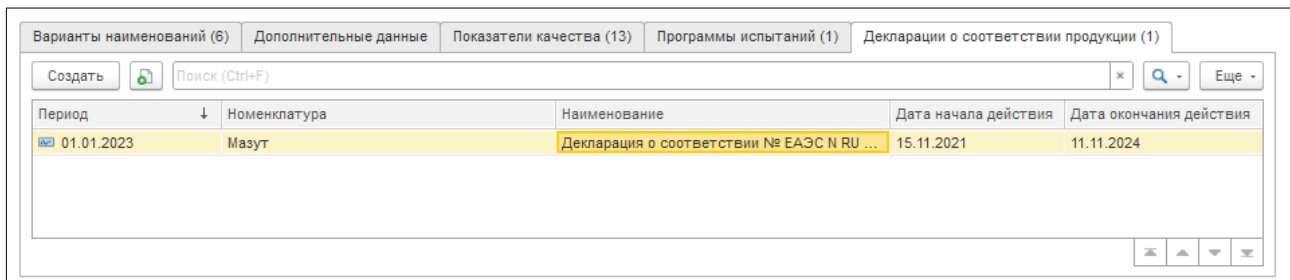 Варианты наименований (6) Дополнительные данные Показатели качества (13) Программы испытаний (1) Декларации о соответствии продукции (1)
Создать Поиск (Ctrl+F) × Еще
Период ↓ Номенклатура Наименование Дата начала действия Дата окончания действия
01.01.2023 Мазут Декларация о соответствии № ЕАЭС N RU ... 15.11.2021 11.11.2024